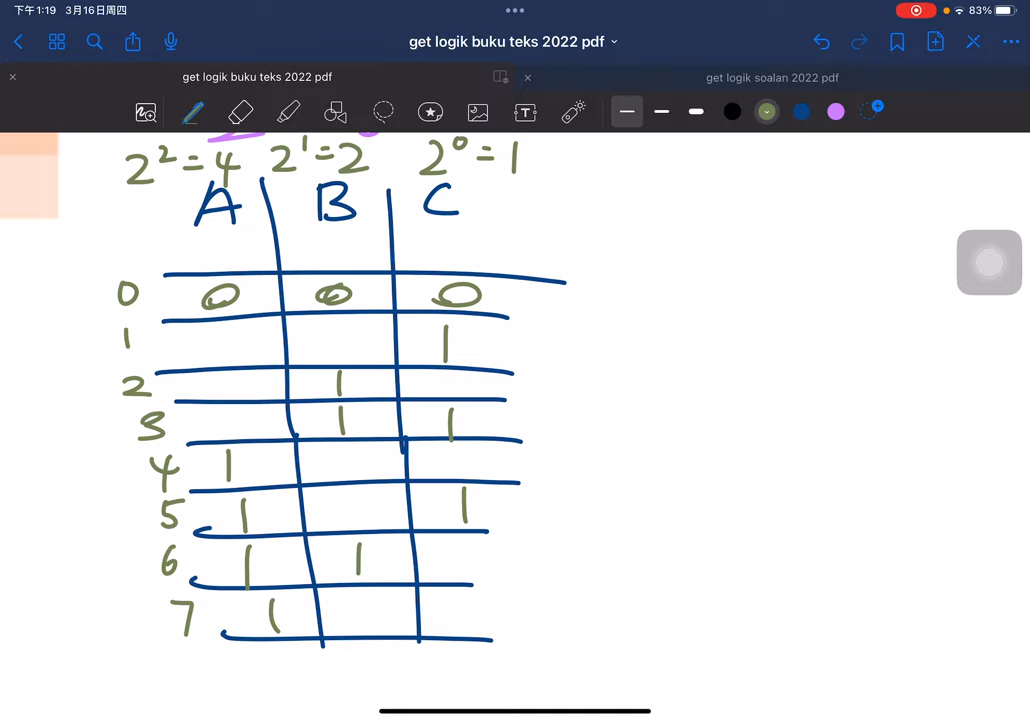 下午1:19 3月16日周四
83%
get logik buku teks 2022 pdf
get logik buku teks 2022 pdf
get logik soalan 2022 pdf
2² = 4 2¹ = 2 2⁰ = 1
A B C
0 0 0 0
1 1
2 1
3 1 1
4 1
5 1 1
6 1 1
7 1